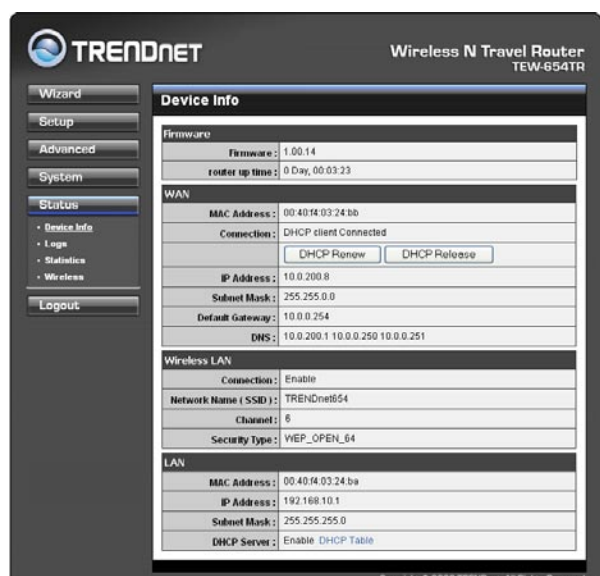 TRENDNET
Wireless N Travel Router
TEW-654TR
Wizard
Setup
Advanced
System
Status
Device Info
Logs
Statistics
Wireless
Logout
Device Info
Firmware
Firmware : 1.00.14
router up time : 0 Day, 00:03:23
WAN
MAC Address : 00:40:f4:03:24:bb
Connection : DHCP client Connected
DHCP Renew DHCP Release
IP Address : 10.0.200.8
Subnet Mask : 255.255.0.0
Default Gateway : 10.0.0.254
DNS : 10.0.200.1 10.0.0.250 10.0.0.251
Wireless LAN
Connection : Enable
Network Name ( SSID ) : TRENDnet654
Channel : 6
Security Type : WEP_OPEN_64
LAN
MAC Address : 00:40:f4:03:24:ba
IP Address : 192.168.10.1
Subnet Mask : 255.255.255.0
DHCP Server : Enable DHCP Table